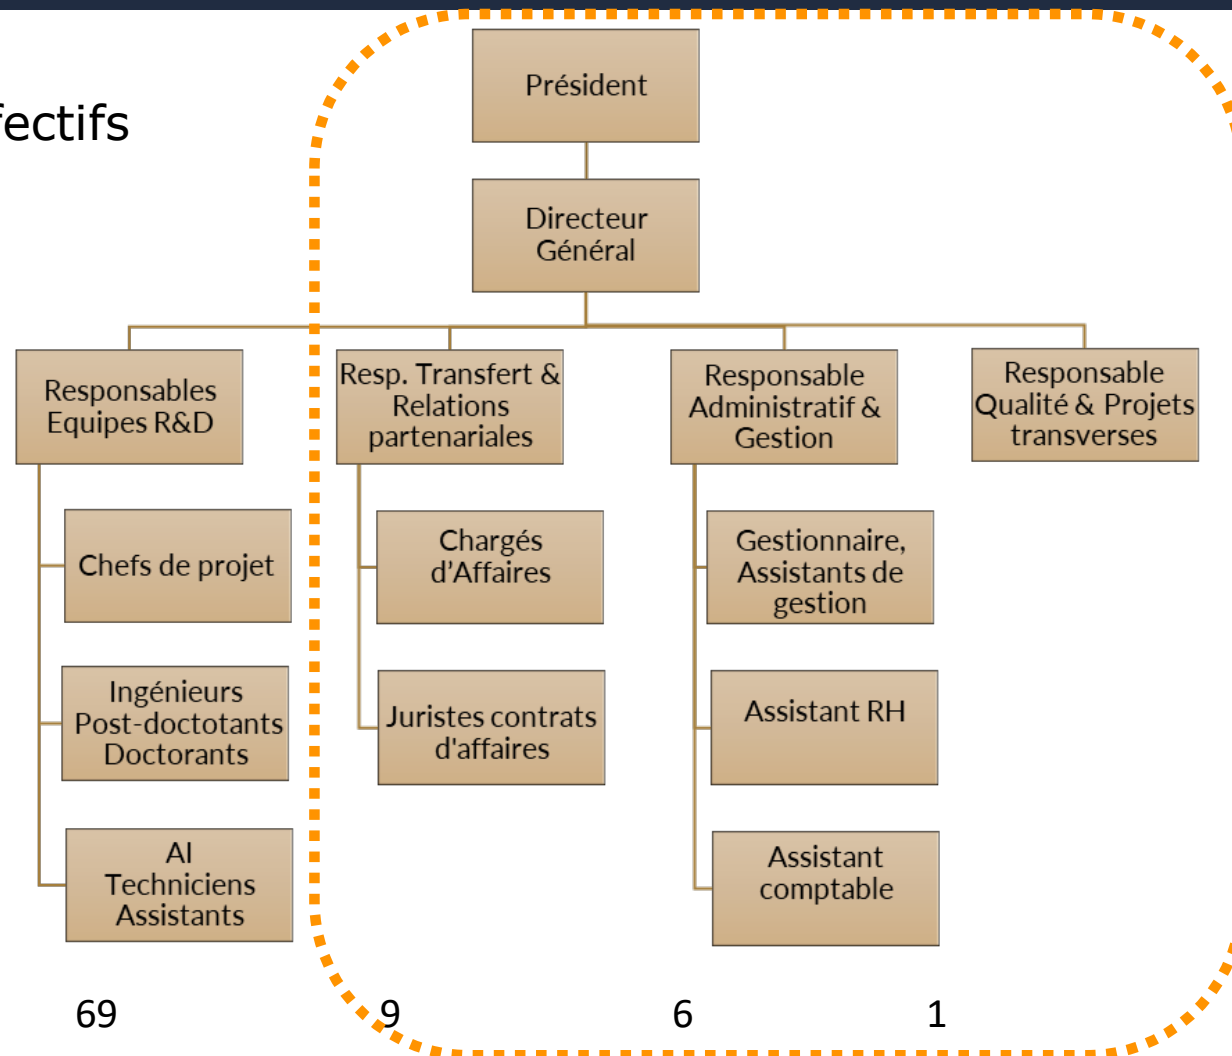 fectifs
Président
Directeur
Général
Responsables
Equipes R&D
Resp. Transfert &
Relations
partenariales
Responsable
Administratif &
Gestion
Responsable
Qualité & Projets
transverses
Chefs de projet
Chargés
d'Affaires
Gestionnaire,
Assistants de
gestion
Ingénieurs
Post-doctotants
Doctorants
Juristes contrats
d'affaires
Assistant RH
AI
Techniciens
Assistants
Assistant
comptable
69
9
6
1